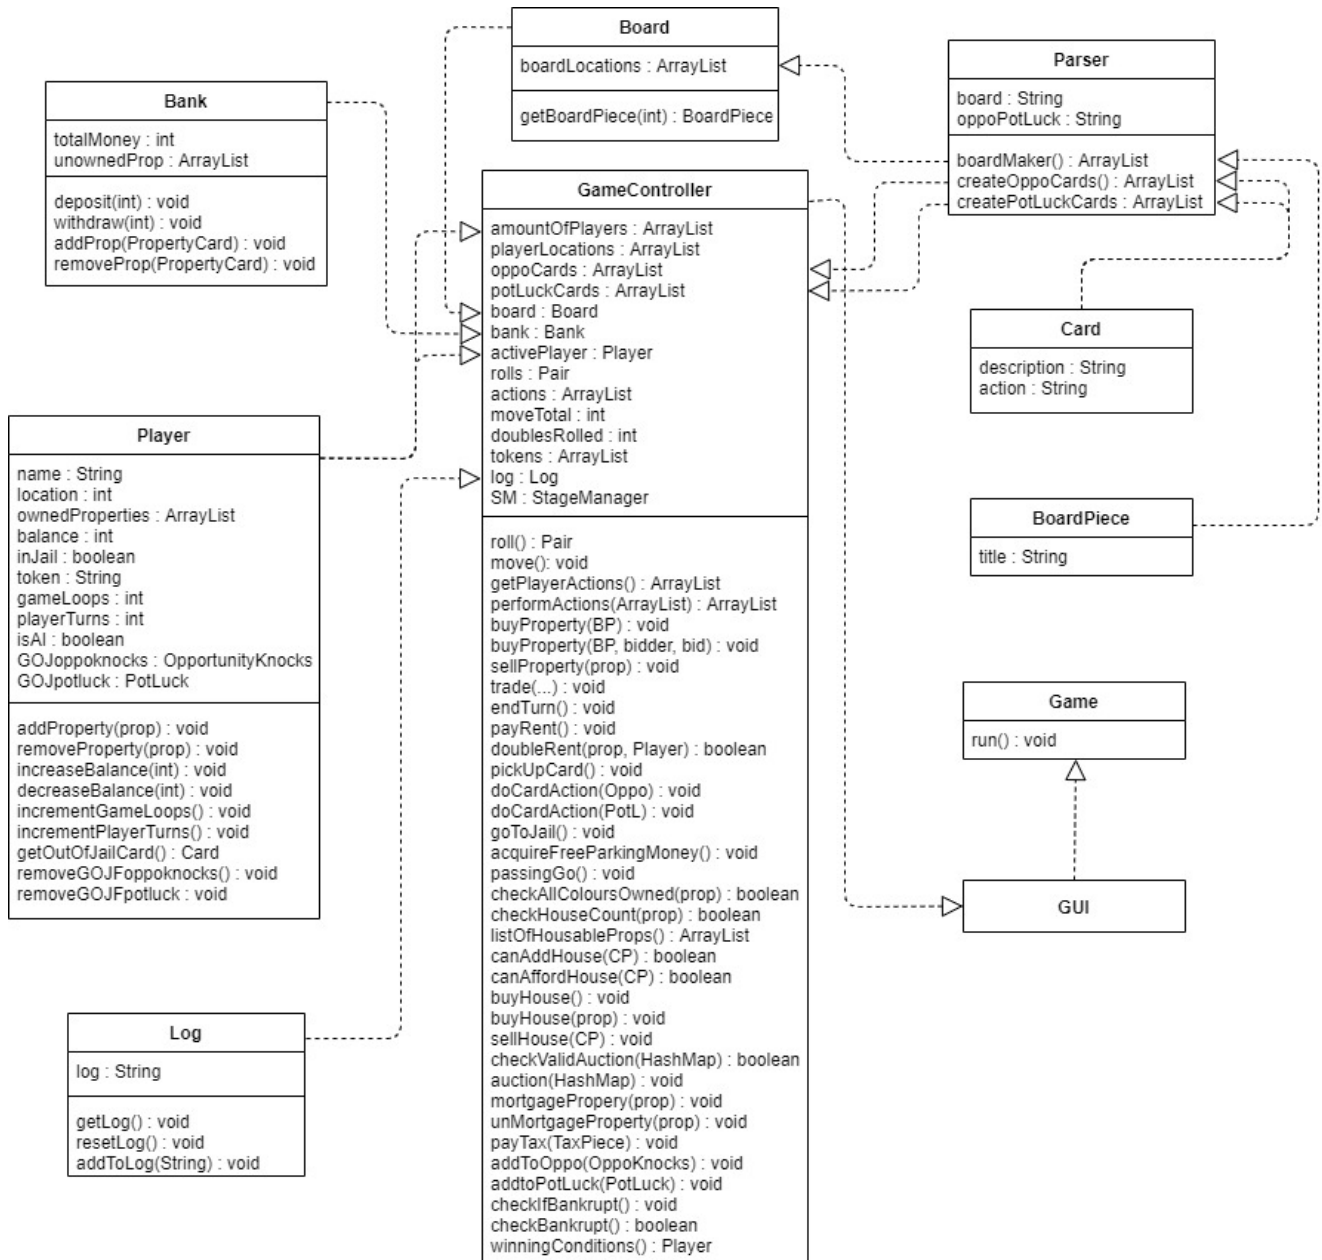 Board
boardLocations : ArrayList
getBoardPiece(int) : BoardPiece
Parser
board : String
oppoPotLuck : String
boardMaker() : ArrayList
createOppoCards() : ArrayList
createPotLuckCards : ArrayList
Bank
totalMoney : int
unownedProp : ArrayList
deposit(int) : void
withdraw(int) : void
addProp(PropertyCard) : void
removeProp(PropertyCard) : void
GameController
amountOfPlayers : ArrayList
playerLocations : ArrayList
oppoCards : ArrayList
potLuckCards : ArrayList
board : Board
bank : Bank
activePlayer : Player
rolls : Pair
actions : ArrayList
moveTotal : int
doublesRolled : int
tokens : ArrayList
log : Log
SM : StageManager
roll() : Pair
move(): void
getPlayerActions() : ArrayList
performActions(ArrayList) : ArrayList
buyProperty(BP) : void
buyProperty(BP, bidder, bid) : void
sellProperty(prop) : void
trade(...) : void
endTurn() : void
payRent() : void
doubleRent(prop, Player) : boolean
pickUpCard() : void
doCardAction(Oppo) : void
doCardAction(PotL) : void
goToJail() : void
acquireFreeParkingMoney() : void
passingGo() : void
checkAllColoursOwned(prop) : boolean
checkHouseCount(prop) : boolean
listOfHousableProps() : ArrayList
canAddHouse(CP) : boolean
canAffordHouse(CP) : boolean
buyHouse() : void
buyHouse(prop) : void
sellHouse(CP) : void
checkValidAuction(HashMap) : boolean
auction(HashMap) : void
mortgagePropery(prop) : void
unMortgageProperty(prop) : void
payTax(TaxPiece) : void
addToOppo(OppoKnocks) : void
addtoPotLuck(PotLuck) : void
checkIfBankrupt() : void
checkBankrupt() : boolean
winningConditions() : Player
Card
description : String
action : String
Player
name : String
location : int
ownedProperties : ArrayList
balance : int
inJail : boolean
token : String
gameLoops : int
playerTurns : int
isAI : boolean
GOJoppoknocks : OpportunityKnocks
GOJpotluck : PotLuck
addProperty(prop) : void
removeProperty(prop) : void
increaseBalance(int) : void
decreaseBalance(int) : void
incrementGameLoops() : void
incrementPlayerTurns() : void
getOutOfJailCard() : Card
removeGOJFoppoknocks() : void
removeGOJFpotluck : void
BoardPiece
title : String
Game
run() : void
GUI
Log
log : String
getLog() : void
resetLog() : void
addToLog(String) : void